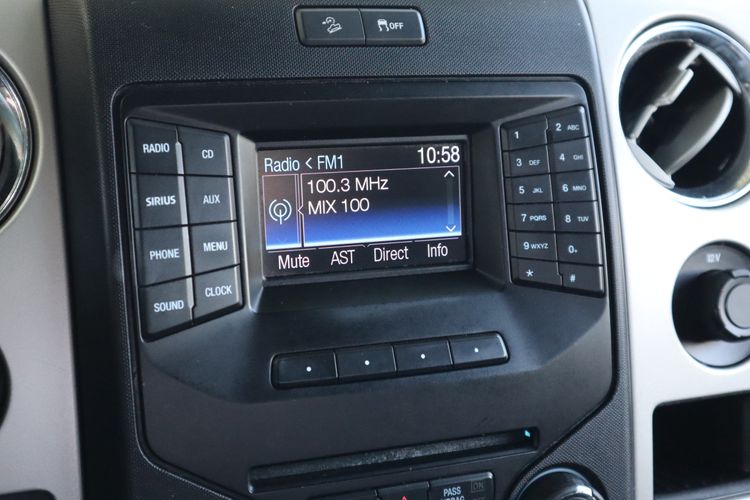 OFF
RADIO
CD
SIRIUS
AUX
PHONE
MENU
SOUND
CLOCK
Radio < FM1
10:58
100.3 MHz
MIX 100
Mute AST Direct Info
1
2 ABC
3 DEF
4 GHI
5 JKL
6 MNO
7 PQRS
8 TUV
9 WXYZ
0+
*
#
12V
PASS
ON